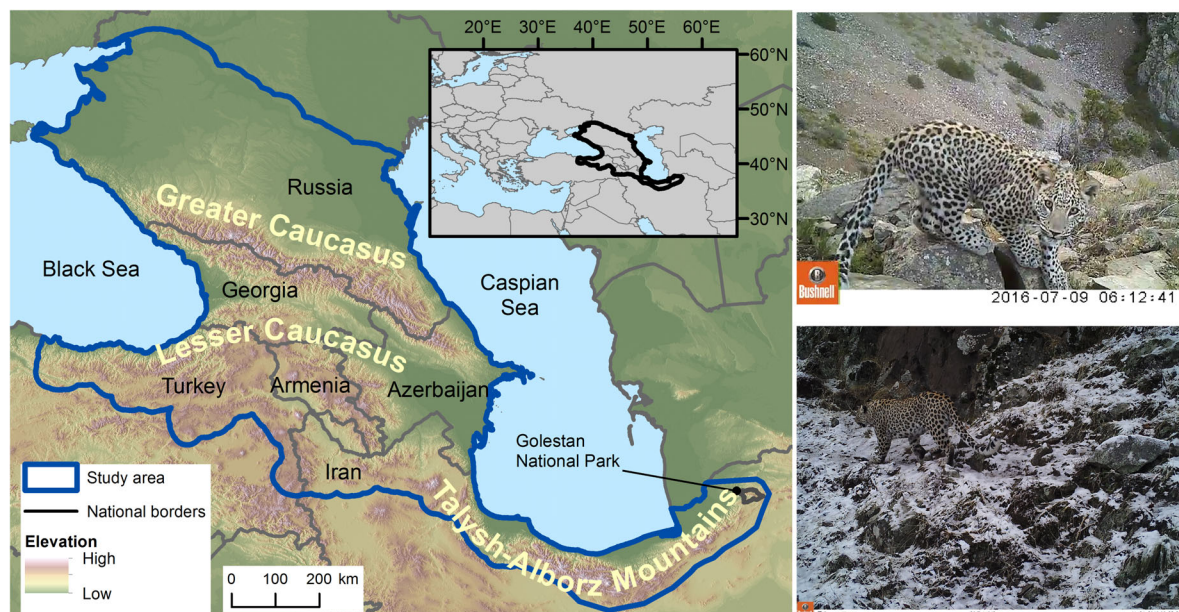 20°E 30°E 40°E 50°E 60°E
60°N
50°N
40°N
30°N
Russia
Greater Caucasus
Black Sea
Georgia
Caspian
Sea
Lesser Caucasus
Turkey
Armenia
Azerbaijan
Iran
Golestan
National Park
Talysh-Alborz Mountains
Study area
National borders
Elevation
High
Low
0 100 200 km
Bushnell
2016-07-09 06:12:41